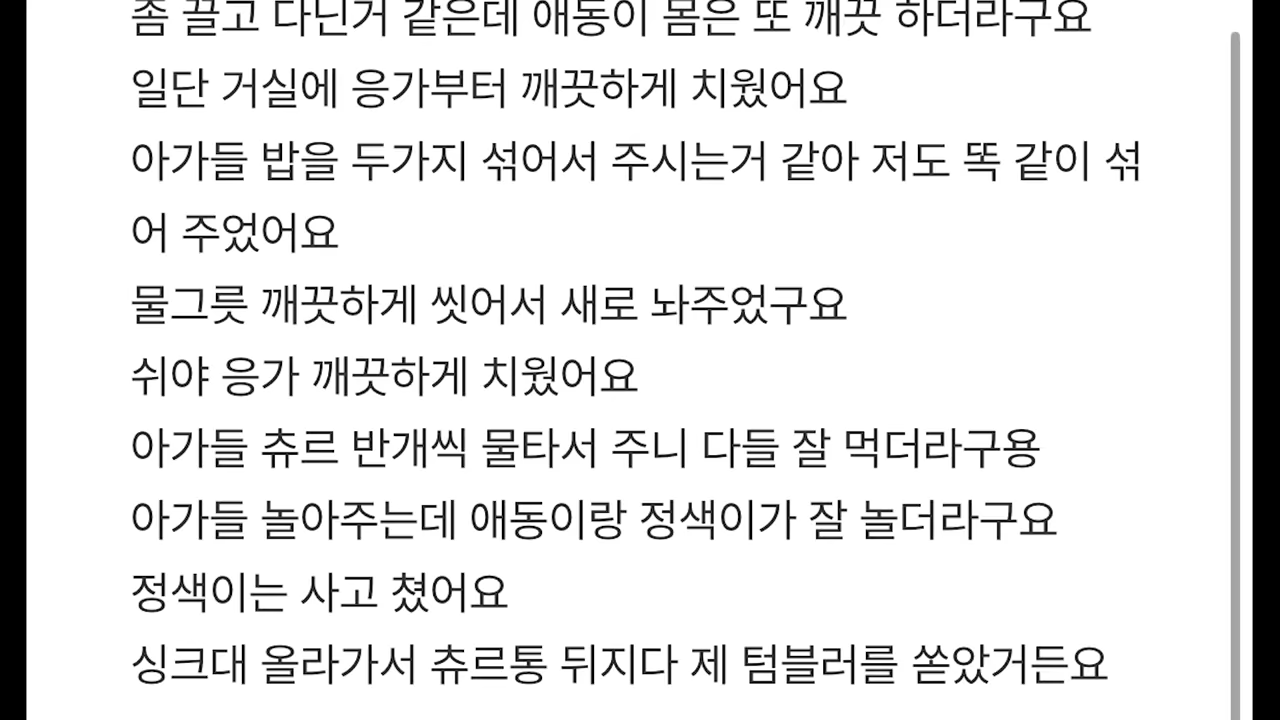 좀 끌고 다닌거 같은데 애동이 몸은 또 깨끗 하더라구요
일단 거실에 응가부터 깨끗하게 치웠어요
아가들 밥을 두가지 섞어서 주시는거 같아 저도 똑 같이 섞
어 주었어요
물그릇 깨끗하게 씻어서 새로 놔주었구요
쉬야 응가 깨끗하게 치웠어요
아가들 츄르 반개씩 물타서 주니 다들 잘 먹더라구용
아가들 놀아주는데 애동이랑 정색이가 잘 놀더라구요
정색이는 사고 쳤어요
싱크대 올라가서 츄르통 뒤지다 제 텀블러를 쏟았거든요